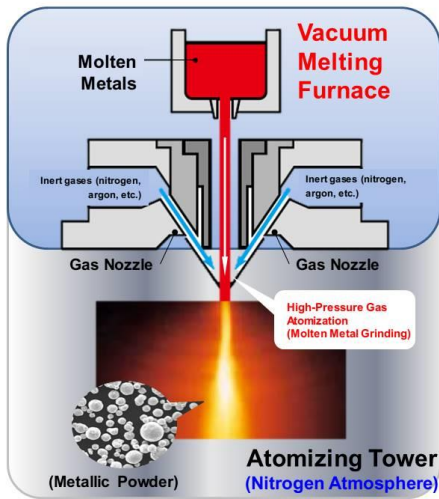 Vacuum
Melting
Furnace
Molten
Metals
Inert gases (nitrogen,
argon, etc.)
Inert gases (nitrogen,
argon, etc.)
Gas Nozzle
Gas Nozzle
High-Pressure Gas
Atomization
(Molten Metal Grinding)
(Metallic Powder)
Atomizing Tower
(Nitrogen Atmosphere)